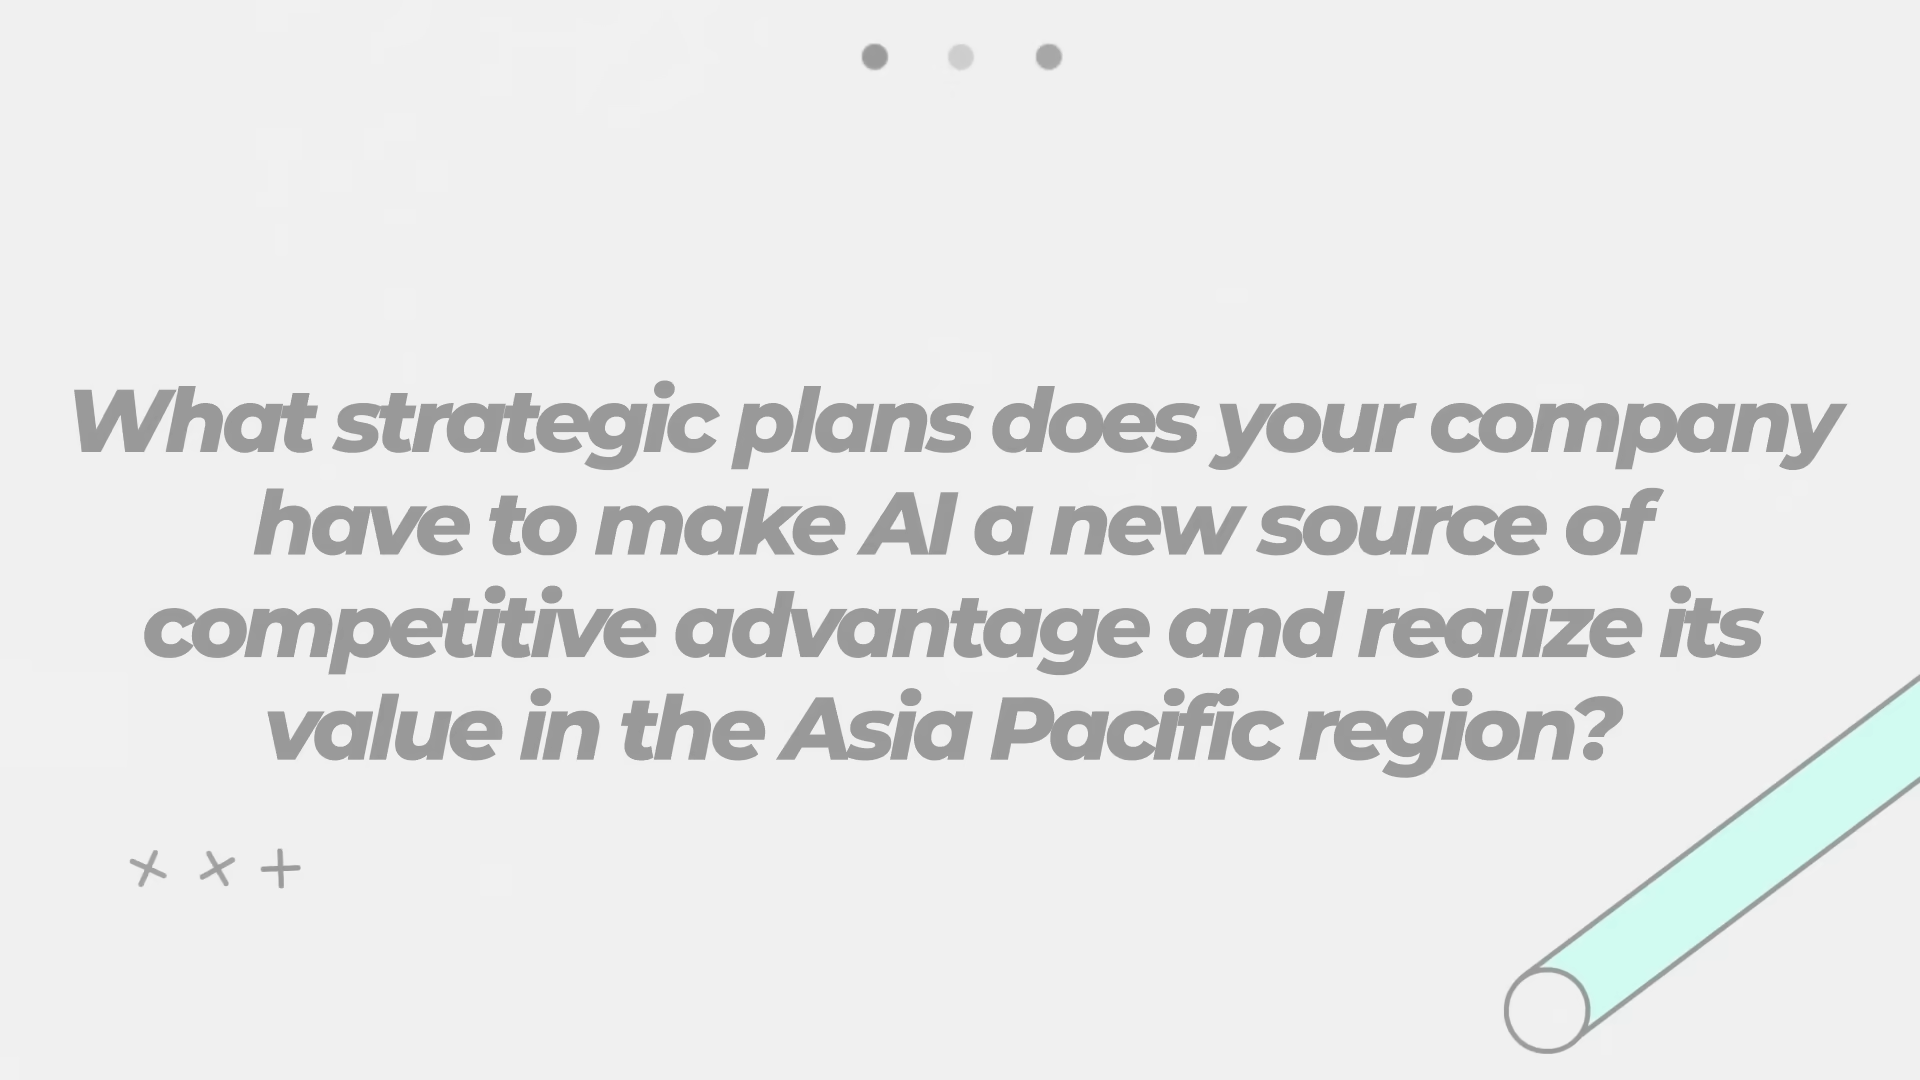 What strategic plans does your company
have to make AI a new source of
competitive advantage and realize its
value in the Asia Pacific region?